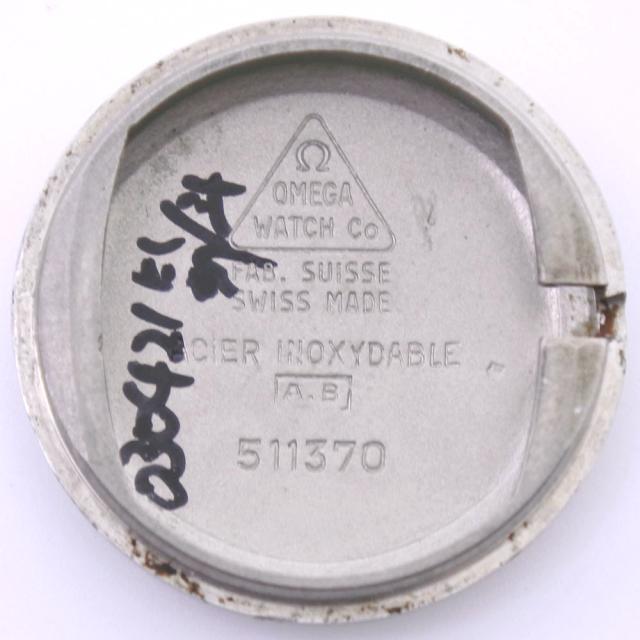 Ω
OMEGA
WATCH Co
FAB. SUISSE
SWISS MADE
ACIER INOXYDABLE
A.B
511370